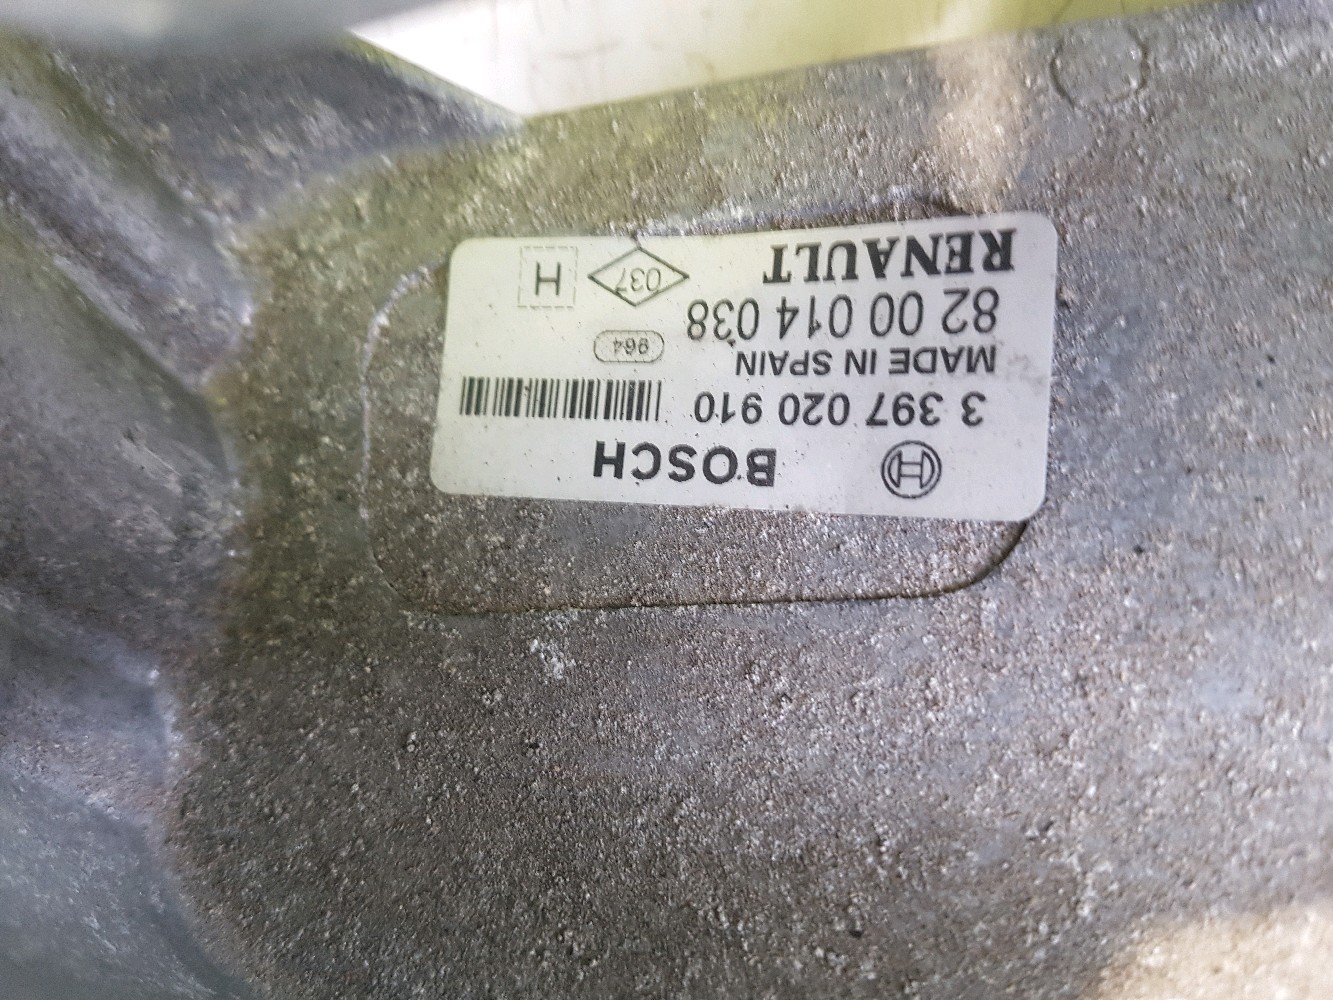 BOSCH
3 397 020 910
MADE IN SPAIN 964
82 00 014 038
RENAULT 037 H